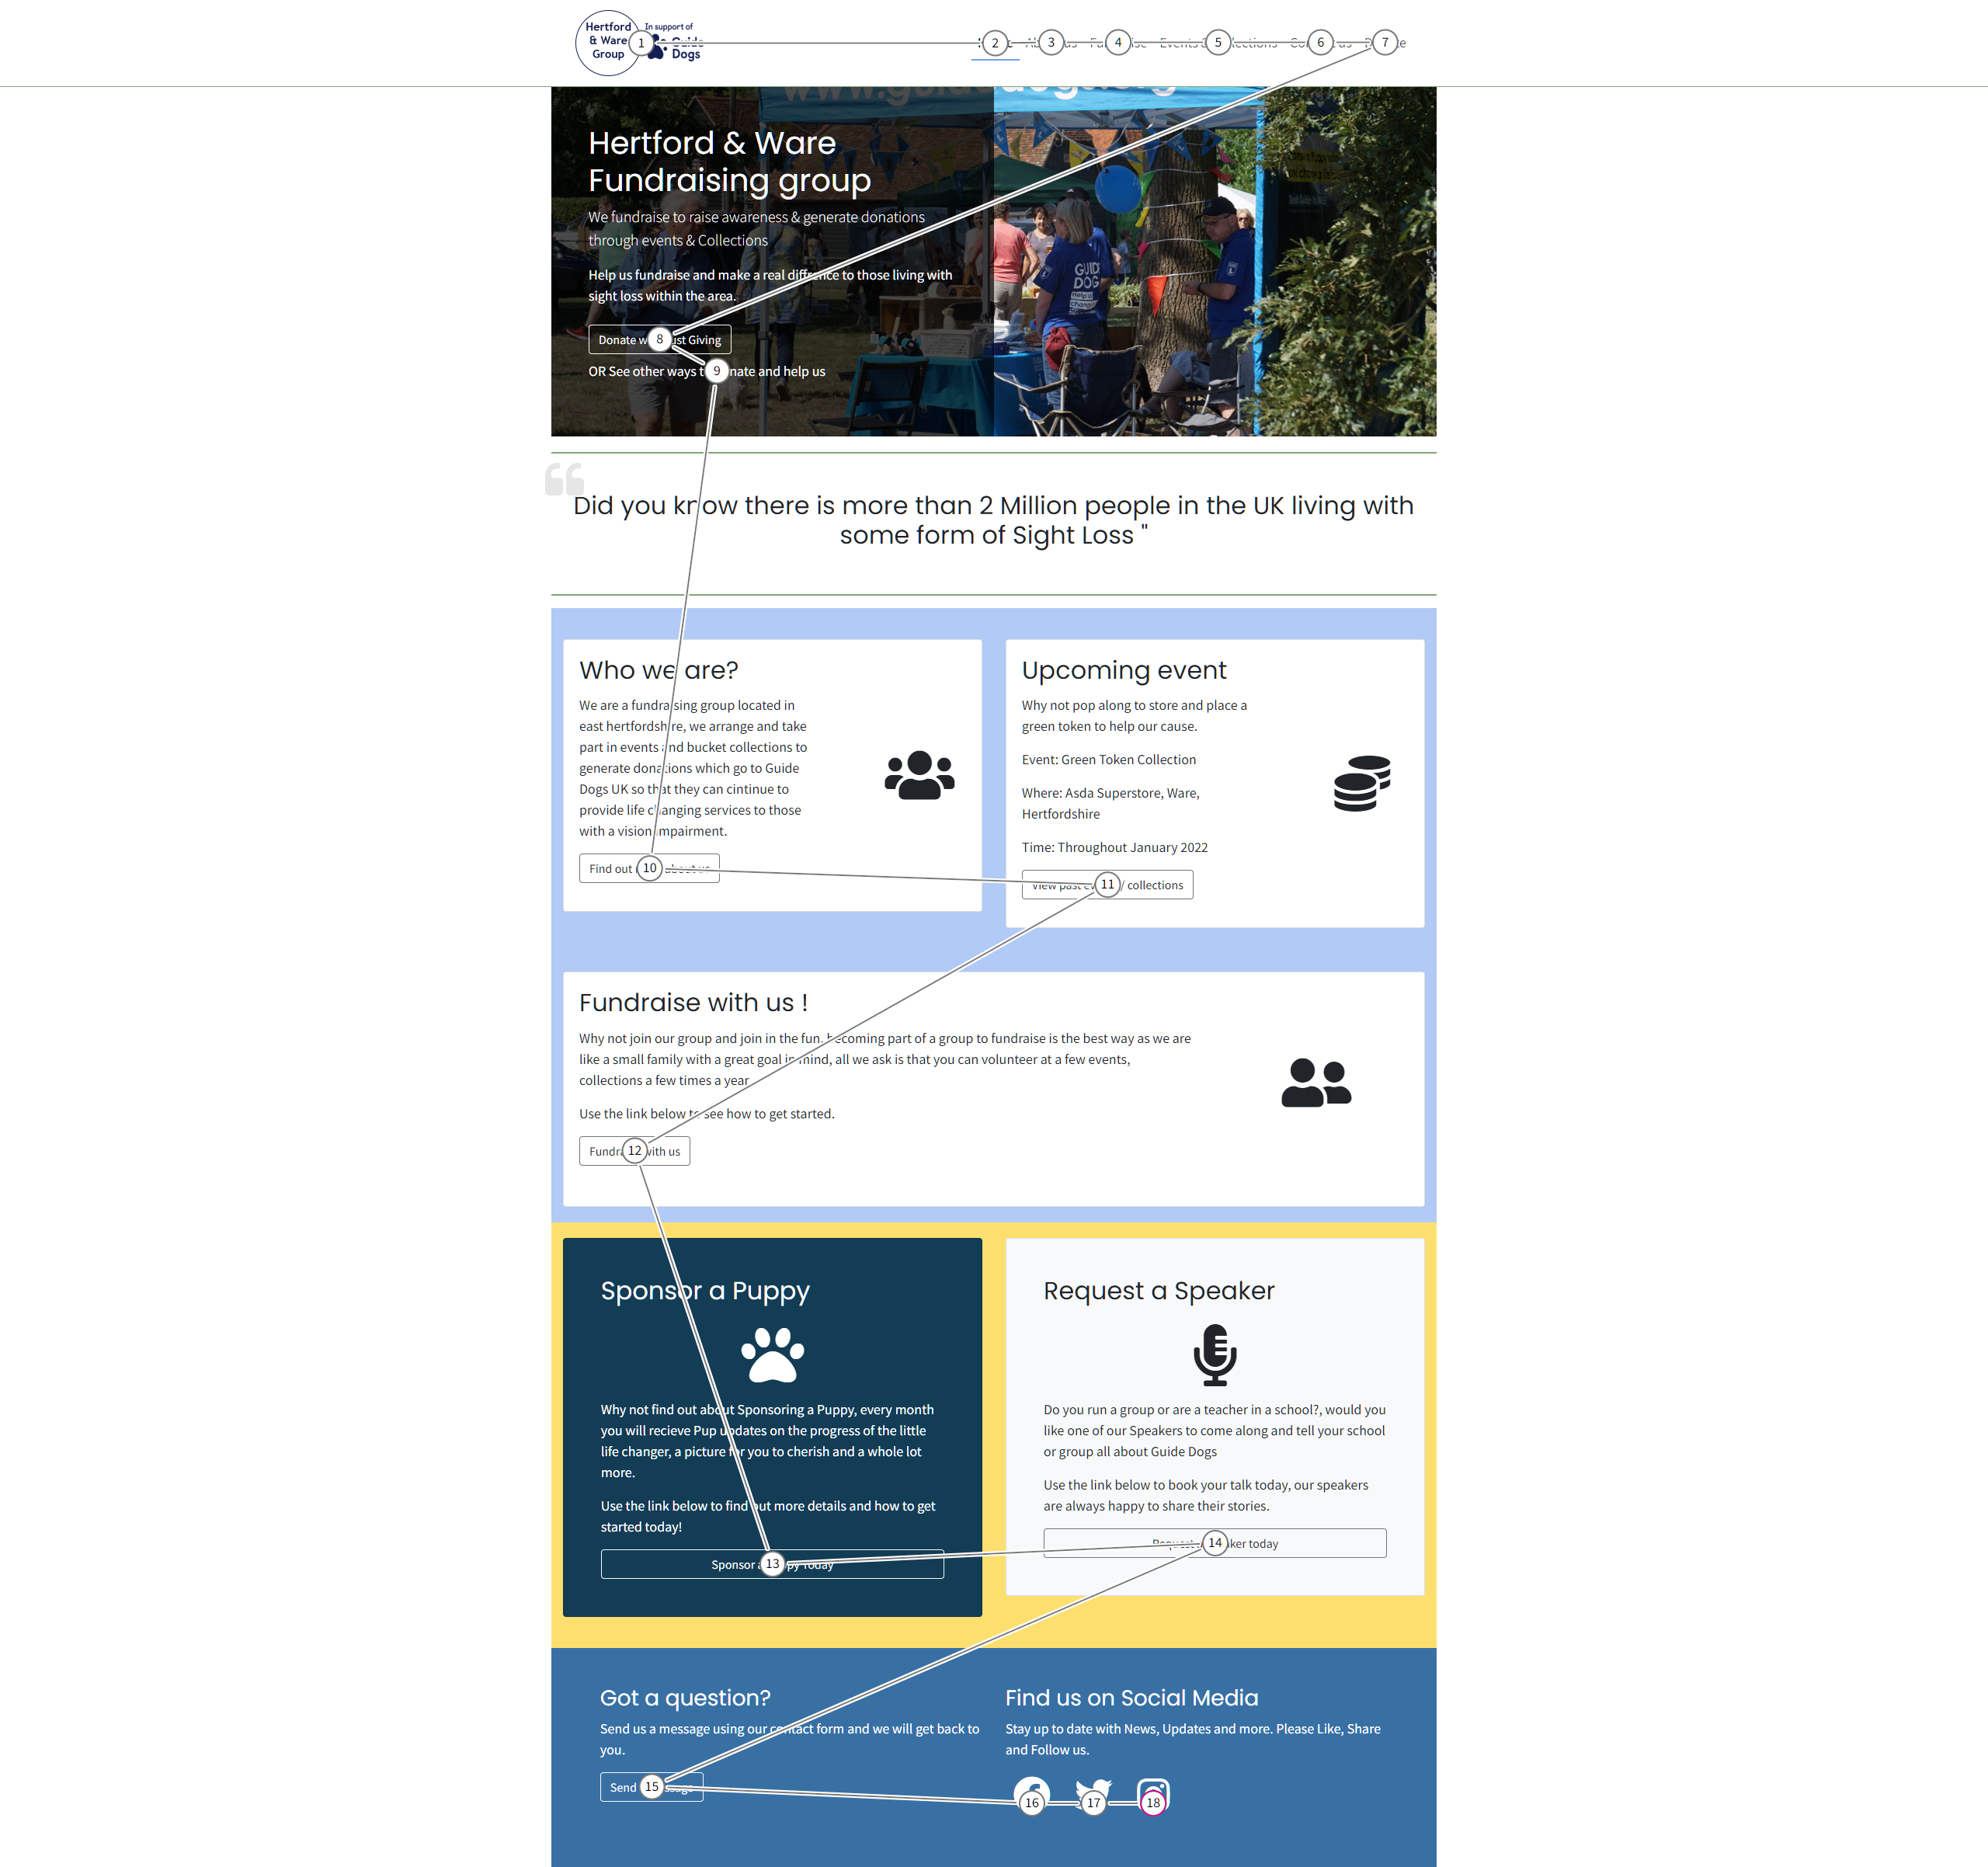 Hertford
& Ware
Group
In support of
Dogs
1
2
3
4
5
6
7
www.guidedogs.org
Hertford & Ware
Fundraising group
We fundraise to raise awareness & generate donations
through events & Collections
Help us fundraise and make a real diffrence to those living with
sight loss within the area.
Donate 8 Just Giving
OR See other ways 9 and help us
GUIDE
DOG
Did you know there is more than 2 Million people in the UK living with
some form of Sight Loss "
Who we are?
We are a fundraising group located in
east hertfordshire, we arrange and take
part in events and bucket collections to
generate donations which go to Guide
Dogs UK so that they can cintinue to
provide life changing services to those
with a vision impairment.
Find out 10 about us
Upcoming event
Why not pop along to store and place a
green token to help our cause.
Event: Green Token Collection
Where: Asda Superstore, Ware,
Hertfordshire
Time: Throughout January 2022
View past 11 / collections
Fundraise with us !
Why not join our group and join in the fun, becoming part of a group to fundraise is the best way as we are
like a small family with a great goal in mind, all we ask is that you can volunteer at a few events,
collections a few times a year
Use the link below to see how to get started.
12 with us
Sponsor a Puppy
Why not find out about Sponsoring a Puppy, every month
you will recieve Pup updates on the progress of the little
life changer, a picture for you to cherish and a whole lot
more.
Use the link below to find out more details and how to get
started today!
Sponsor 13 Today
Request a Speaker
Do you run a group or are a teacher in a school?, would you
like one of our Speakers to come along and tell your school
or group all about Guide Dogs
Use the link below to book your talk today, our speakers
are always happy to share their stories.
Request 14 today
Got a question?
Send us a message using our contact form and we will get back to
you.
Send 15
Find us on Social Media
Stay up to date with News, Updates and more. Please Like, Share
and Follow us.
16
17
18